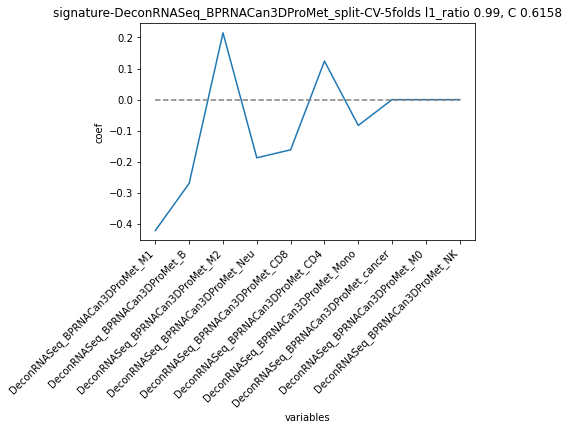 signature-DeconRNASeq_BPRNACan3DProMet_split-CV-5folds l1_ratio 0.99, C 0.6158
0.2
0.1
0.0
−0.1
−0.2
−0.3
−0.4
coef
DeconRNASeq_BPRNACan3DProMet_M1
DeconRNASeq_BPRNACan3DProMet_B
DeconRNASeq_BPRNACan3DProMet_M2
DeconRNASeq_BPRNACan3DProMet_Neu
DeconRNASeq_BPRNACan3DProMet_CD8
DeconRNASeq_BPRNACan3DProMet_CD4
DeconRNASeq_BPRNACan3DProMet_Mono
DeconRNASeq_BPRNACan3DProMet_cancer
DeconRNASeq_BPRNACan3DProMet_M0
DeconRNASeq_BPRNACan3DProMet_NK
variables